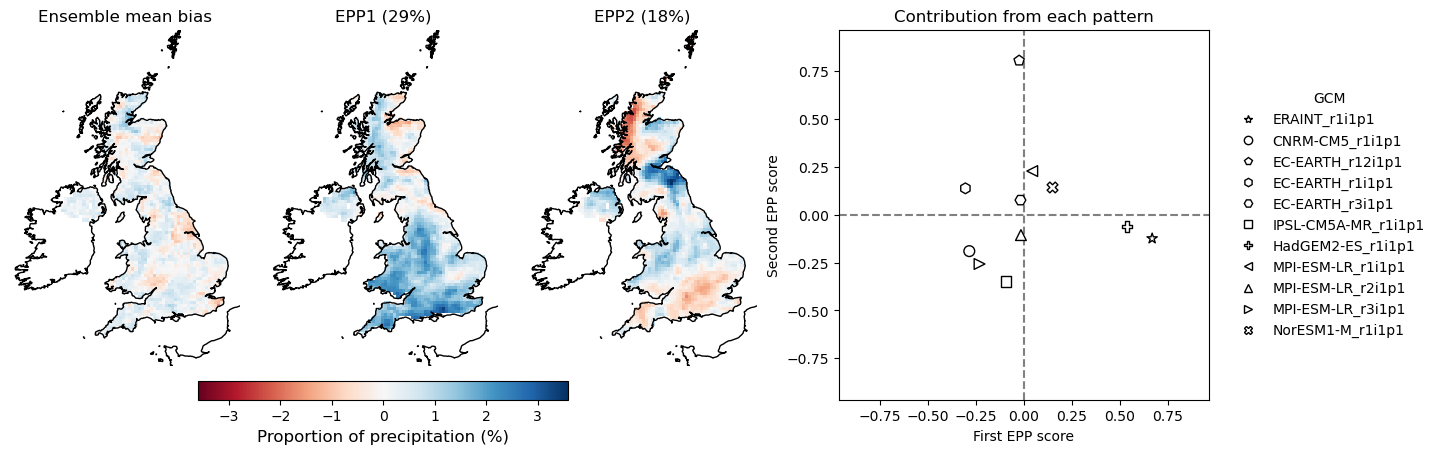 Ensemble mean bias
EPP1 (29%)
EPP2 (18%)
Contribution from each pattern
−3 −2 −1 0 1 2 3
Proportion of precipitation (%)
Second EPP score
0.75
0.50
0.25
0.00
−0.25
−0.50
−0.75
−0.75 −0.50 −0.25 0.00 0.25 0.50 0.75
First EPP score
GCM
ERAINT_r1i1p1
CNRM-CM5_r1i1p1
EC-EARTH_r12i1p1
EC-EARTH_r1i1p1
EC-EARTH_r3i1p1
IPSL-CM5A-MR_r1i1p1
HadGEM2-ES_r1i1p1
MPI-ESM-LR_r1i1p1
MPI-ESM-LR_r2i1p1
MPI-ESM-LR_r3i1p1
NorESM1-M_r1i1p1